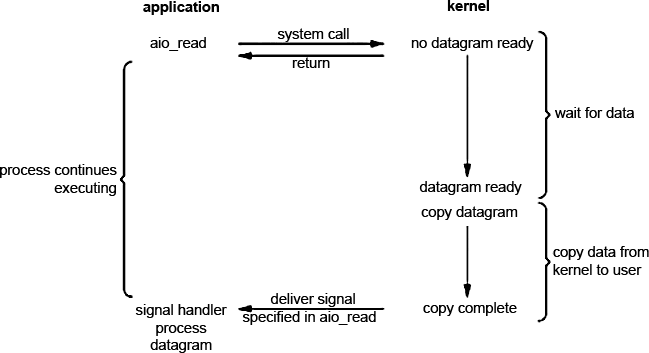 application
kernel
aio_read
system call
no datagram ready
return
wait for data
process continues
executing
datagram ready
copy datagram
copy data from
kernel to user
signal handler
process
datagram
deliver signal
specified in aio_read
copy complete